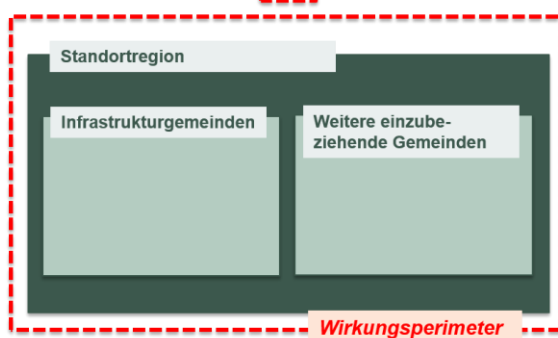 Standortregion
Infrastrukturgemeinden
Weitere einzube-
ziehende Gemeinden
Wirkungsperimeter